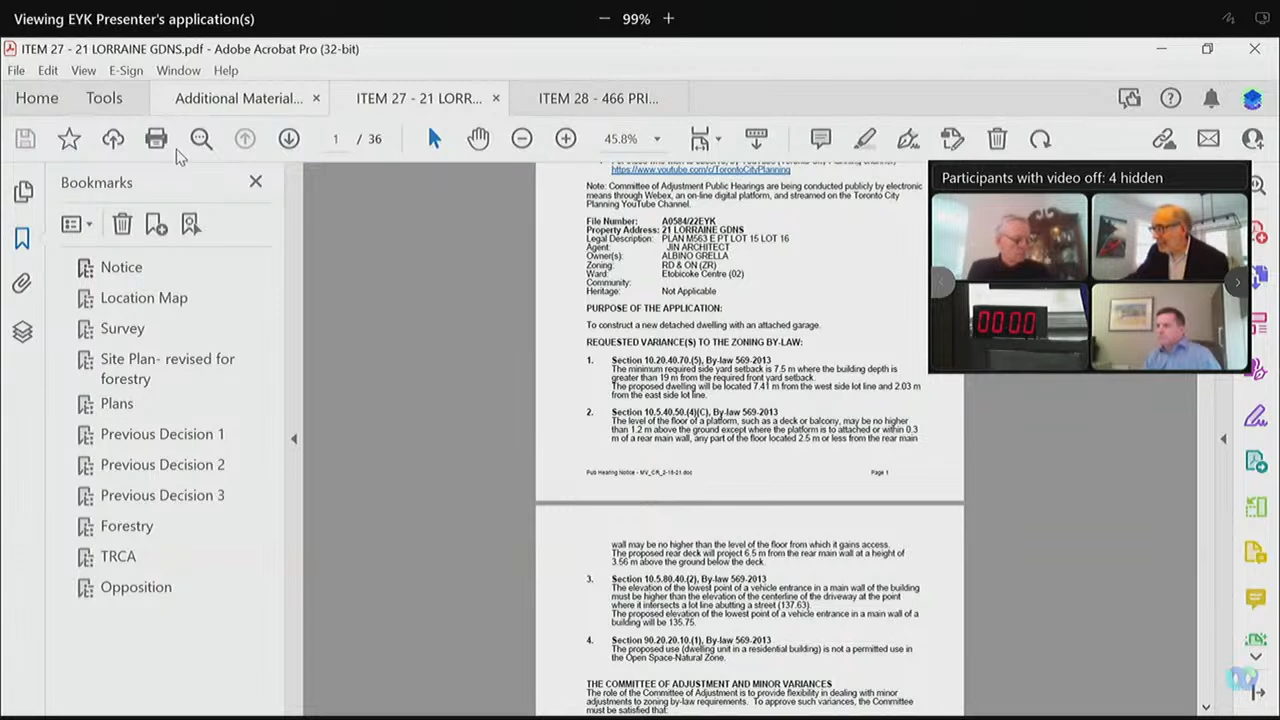 Viewing EYK Presenter's application(s)
99%
ITEM 27 - 21 LORRAINE GDNS.pdf - Adobe Acrobat Pro (32-bit)
File Edit View E-Sign Window Help
Home Tools Additional Material... ITEM 27 - 21 LORR... ITEM 28 - 466 PRI...
1 / 36 45.8%
Bookmarks
Notice
Location Map
Survey
Site Plan- revised for
forestry
Plans
Previous Decision 1
Previous Decision 2
Previous Decision 3
Forestry
TRCA
Opposition
https://www.youtube.com/c/TorontoCityPlanning
Note: Committee of Adjustment Public Hearings are being conducted publicly by electronic
means through Webex, an on-line digital platform, and streamed on the Toronto City
Planning YouTube Channel.
File Number: A0584/22EYK
Property Address: 21 LORRAINE GDNS
Legal Description: PLAN M563 E PT LOT 15 LOT 16
Agent: JIN ARCHITECT
Owner(s): ALBINO GRELLA
Zoning: RD & ON (ZR)
Ward: Etobicoke Centre (02)
Community:
Heritage: Not Applicable
PURPOSE OF THE APPLICATION:
To construct a new detached dwelling with an attached garage.
REQUESTED VARIANCE(S) TO THE ZONING BY-LAW:
1. Section 10.20.40.70.(5), By-law 569-2013
The minimum required side yard setback is 7.5 m where the building depth is
greater than 19 m from the required front yard setback.
The proposed dwelling will be located 7.41 m from the west side lot line and 2.03 m
from the east side lot line.
2. Section 10.5.40.50.(4)(C), By-law 569-2013
The level of the floor of a platform, such as a deck or balcony, may be no higher
than 1.2 m above the ground except where the platform is to attached or within 0.3
m of a rear main wall, any part of the floor located 2.5 m or less from the rear main
Pub Hearing Notice - MV_CR_2-16-21.doc Page 1
wall may be no higher than the level of the floor from which it gains access.
The proposed rear deck will project 6.5 m from the rear main wall at a height of
3.56 m above the ground below the deck.
3. Section 10.5.80.40.(2), By-law 569-2013
The elevation of the lowest point of a vehicle entrance in a main wall of the building
must be higher than the elevation of the centerline of the driveway at the point
where it intersects a lot line abutting a street (137.63).
The proposed elevation of the lowest point of a vehicle entrance in a main wall of a
building will be 135.75.
4. Section 90.20.20.10.(1), By-law 569-2013
The proposed use (dwelling unit in a residential building) is not a permitted use in
the Open Space-Natural Zone.
THE COMMITTEE OF ADJUSTMENT AND MINOR VARIANCES
The role of the Committee of Adjustment is to provide flexibility in dealing with minor
adjustments to zoning by-law requirements. To approve such variances, the Committee
must be satisfied that:
Participants with video off: 4 hidden
00:00